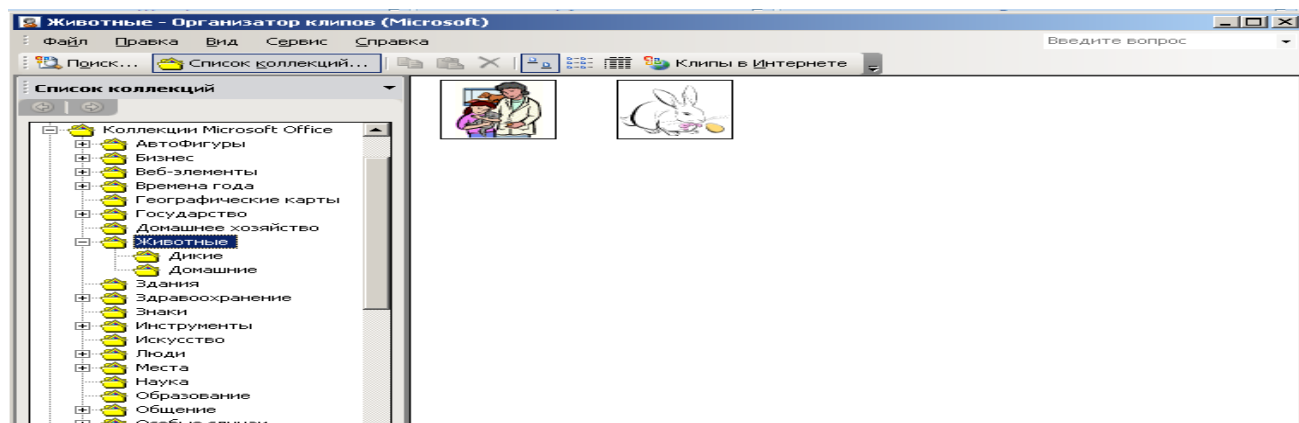 Животные - Организатор клипов (Microsoft)
Файл Правка Вид Сервис Справка Введите вопрос
Поиск... Список коллекций... Клипы в Интернете
Список коллекций
Коллекции Microsoft Office
АвтоФигуры
Бизнес
Веб-элементы
Времена года
Географические карты
Государство
Домашнее хозяйство
Животные
Дикие
Домашние
Здания
Здравоохранение
Знаки
Инструменты
Искусство
Люди
Места
Наука
Образование
Общение
Особые случаи